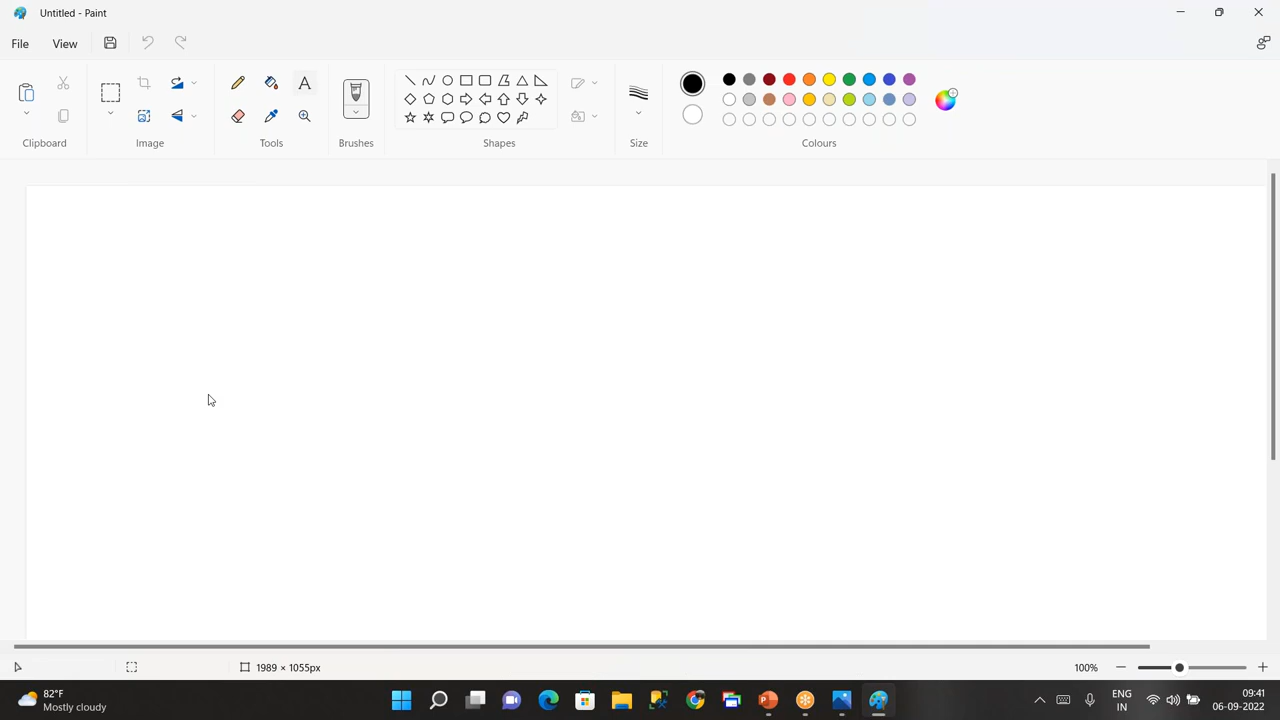 Untitled - Paint
File View
Clipboard Image Tools Brushes Shapes Size Colours
1989 × 1055px 100%
82°F
Mostly cloudy
ENG
IN
09:41
06-09-2022